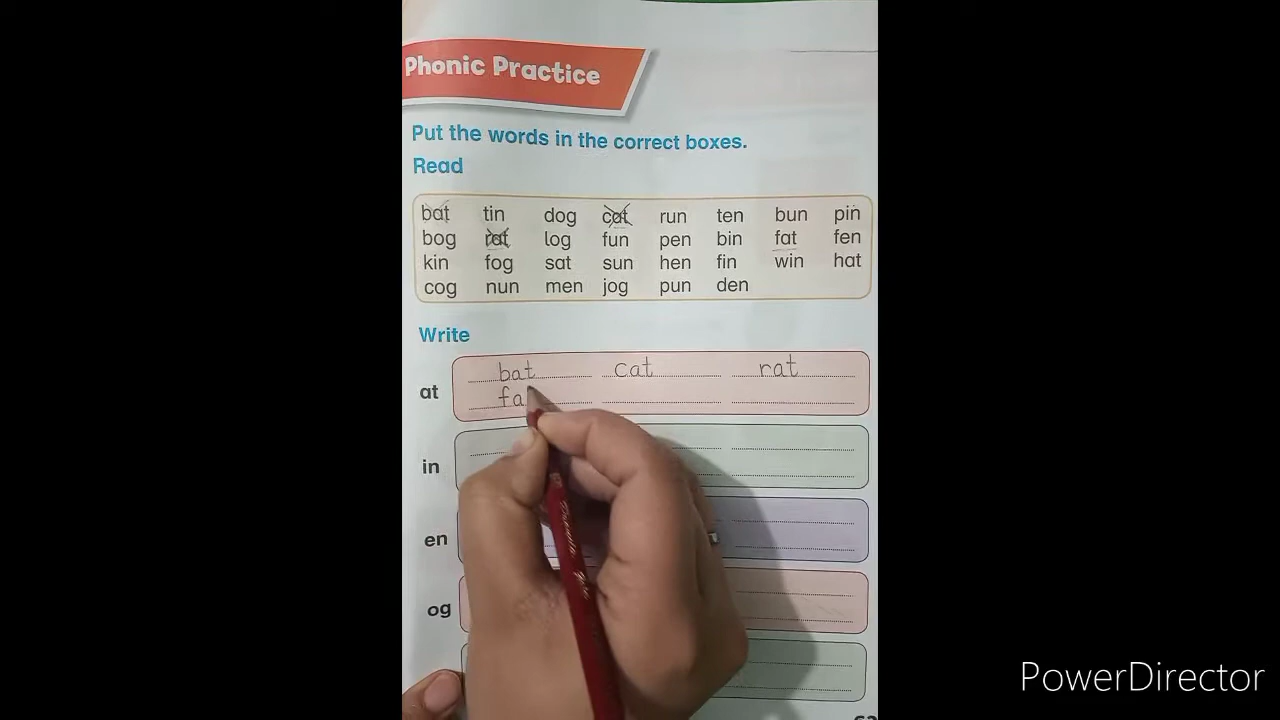 Phonic Practice
Put the words in the correct boxes.
Read
bat tin dog cat run ten bun pin
bog rat log fun pen bin fat fen
kin fog sat sun hen fin win hat
cog nun men jog pun den
Write
bat cat rat
at
fa
in
en
og
PowerDirector